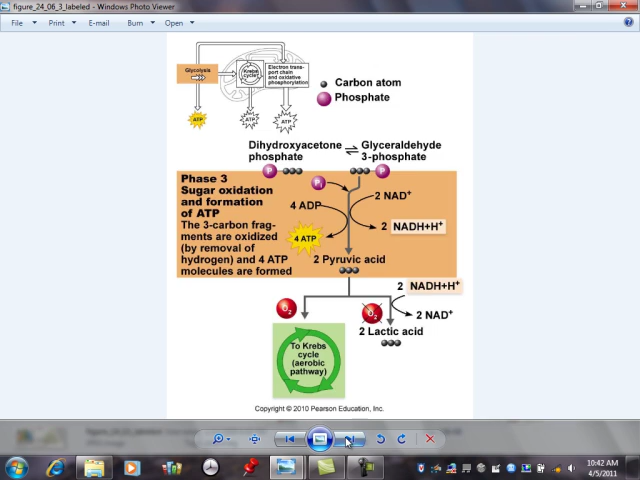 figure_24_06_3_labeled - Windows Photo Viewer
File Print E-mail Burn Open
Glycolysis
Krebs
cycle
Electron trans-
port chain
and oxidative
phosphorylation
ATP
ATP
ATP
Carbon atom
Phosphate
Dihydroxyacetone
phosphate
Glyceraldehyde
3-phosphate
P
P
Phase 3
Sugar oxidation
and formation
of ATP
The 3-carbon frag-
ments are oxidized
(by removal of
hydrogen) and 4 ATP
molecules are formed
Pi
4 ADP
2 NAD+
4 ATP
2 NADH+H+
2 Pyruvic acid
2 NADH+H+
O2
O2
2 NAD+
2 Lactic acid
To Krebs
cycle
(aerobic
pathway)
Copyright © 2010 Pearson Education, Inc.
10:42 AM
4/5/2011